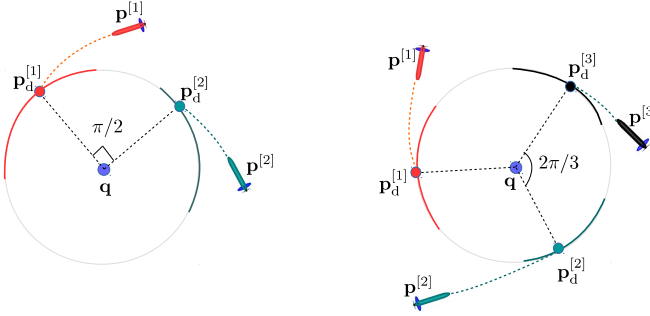 p^[1]
p_d^[1]
p_d^[2]
π/2
p^[2]
q
p^[1]
p_d^[3]
p^[3
p_d^[1]
2π/3
q
p_d^[2]
p^[2]